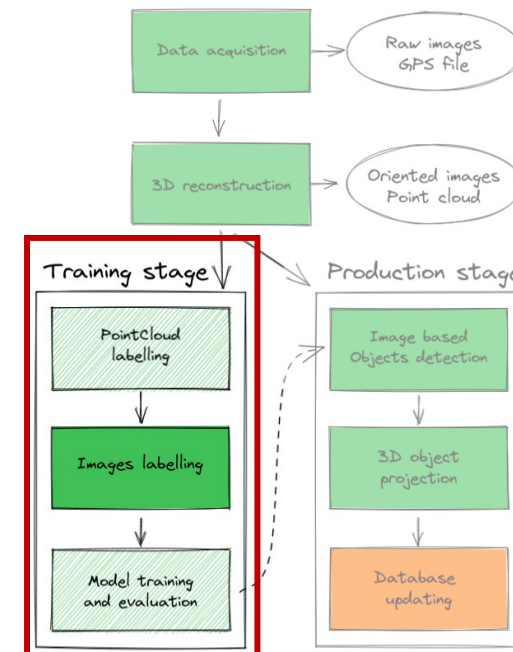 Data acquisition
Raw images
GPS file
3D reconstruction
Oriented images
Point cloud
Training stage
PointCloud
labelling
Images labelling
Model training
and evaluation
Production stage
Image based
Objects detection
3D object
projection
Database
updating